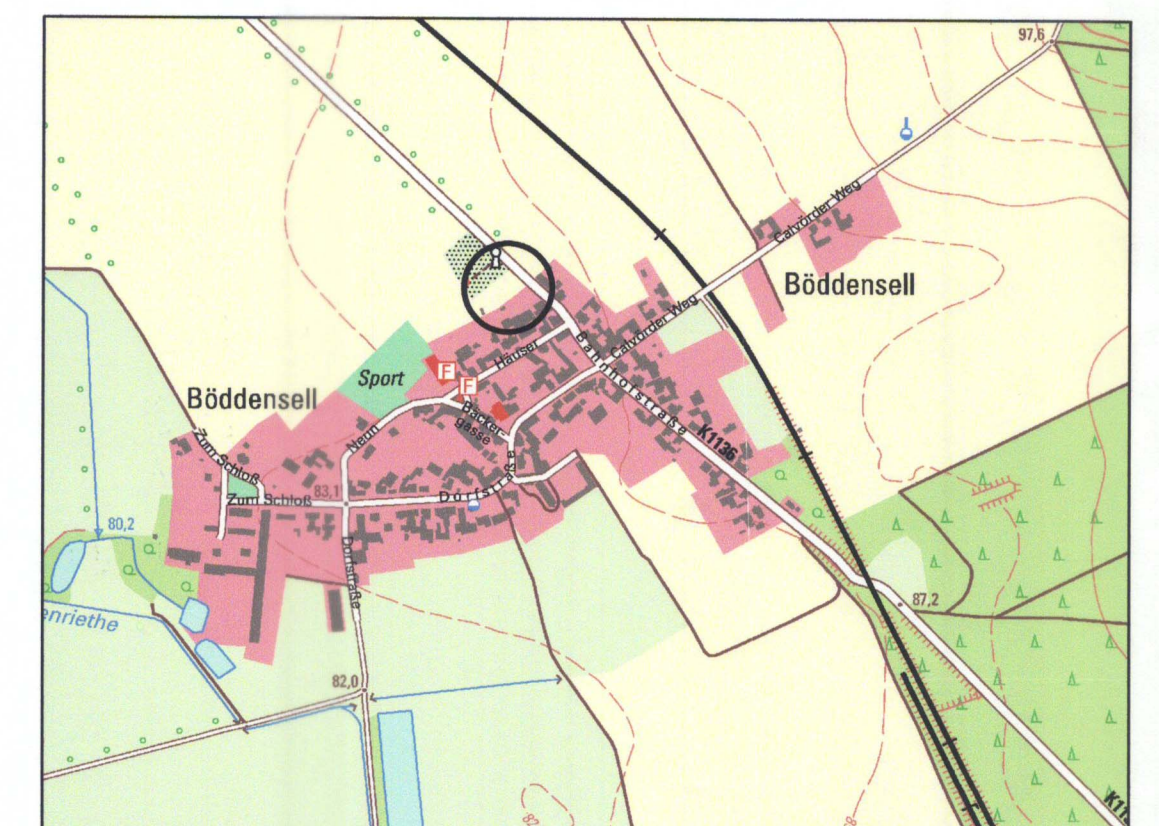 97,6
Calvörder Weg
Böddensell
Calvörder Weg
Bahnhofstraße
Häuser
Neun
F
F
Sport
Böddensell
Bäcker-
gasse
K1136
Zum Schloß
Zum Schloß
83,1
Dorfstraße
Dorfstraße
80,2
enriethe
87,2
82,0
82
K11